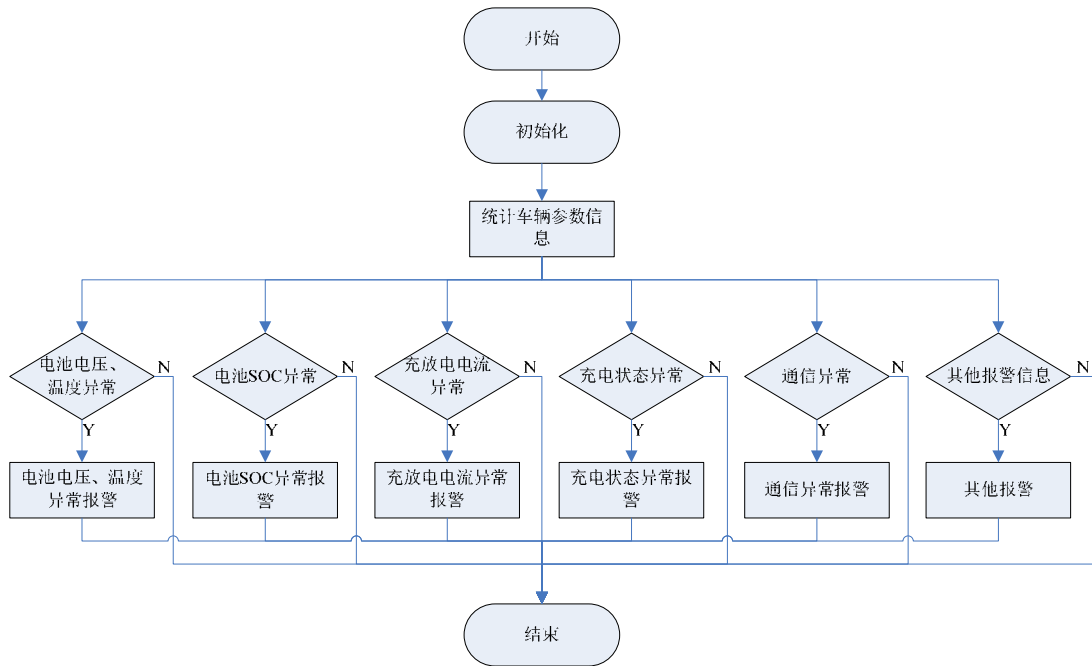 开始
初始化
统计车辆参数信
息
电池电压、
温度异常
N
电池SOC异常
N
充放电电流
异常
N
充电状态异常
N
通信异常
N
其他报警信息
N
Y
Y
Y
Y
Y
Y
电池电压、温度
异常报警
电池SOC异常报
警
充放电电流异常
报警
充电状态异常报
警
通信异常报警
其他报警
结束